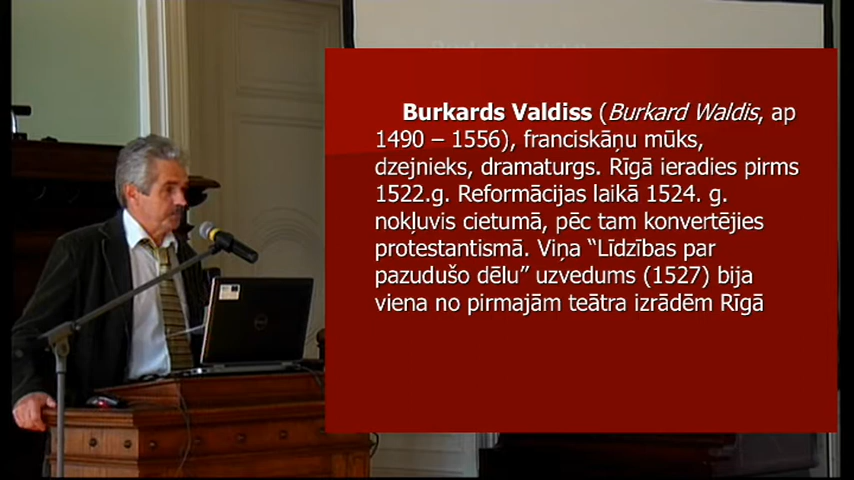 Burkards Valdiss (Burkard Waldis, ap
1490 – 1556), franciskāņu mūks,
dzejnieks, dramaturgs. Rīgā ieradies pirms
1522.g. Reformācijas laikā 1524. g.
nokļuvis cietumā, pēc tam konvertējies
protestantismā. Viņa “Līdzības par
pazudušo dēlu” uzvedums (1527) bija
viena no pirmajām teātra izrādēm Rīgā